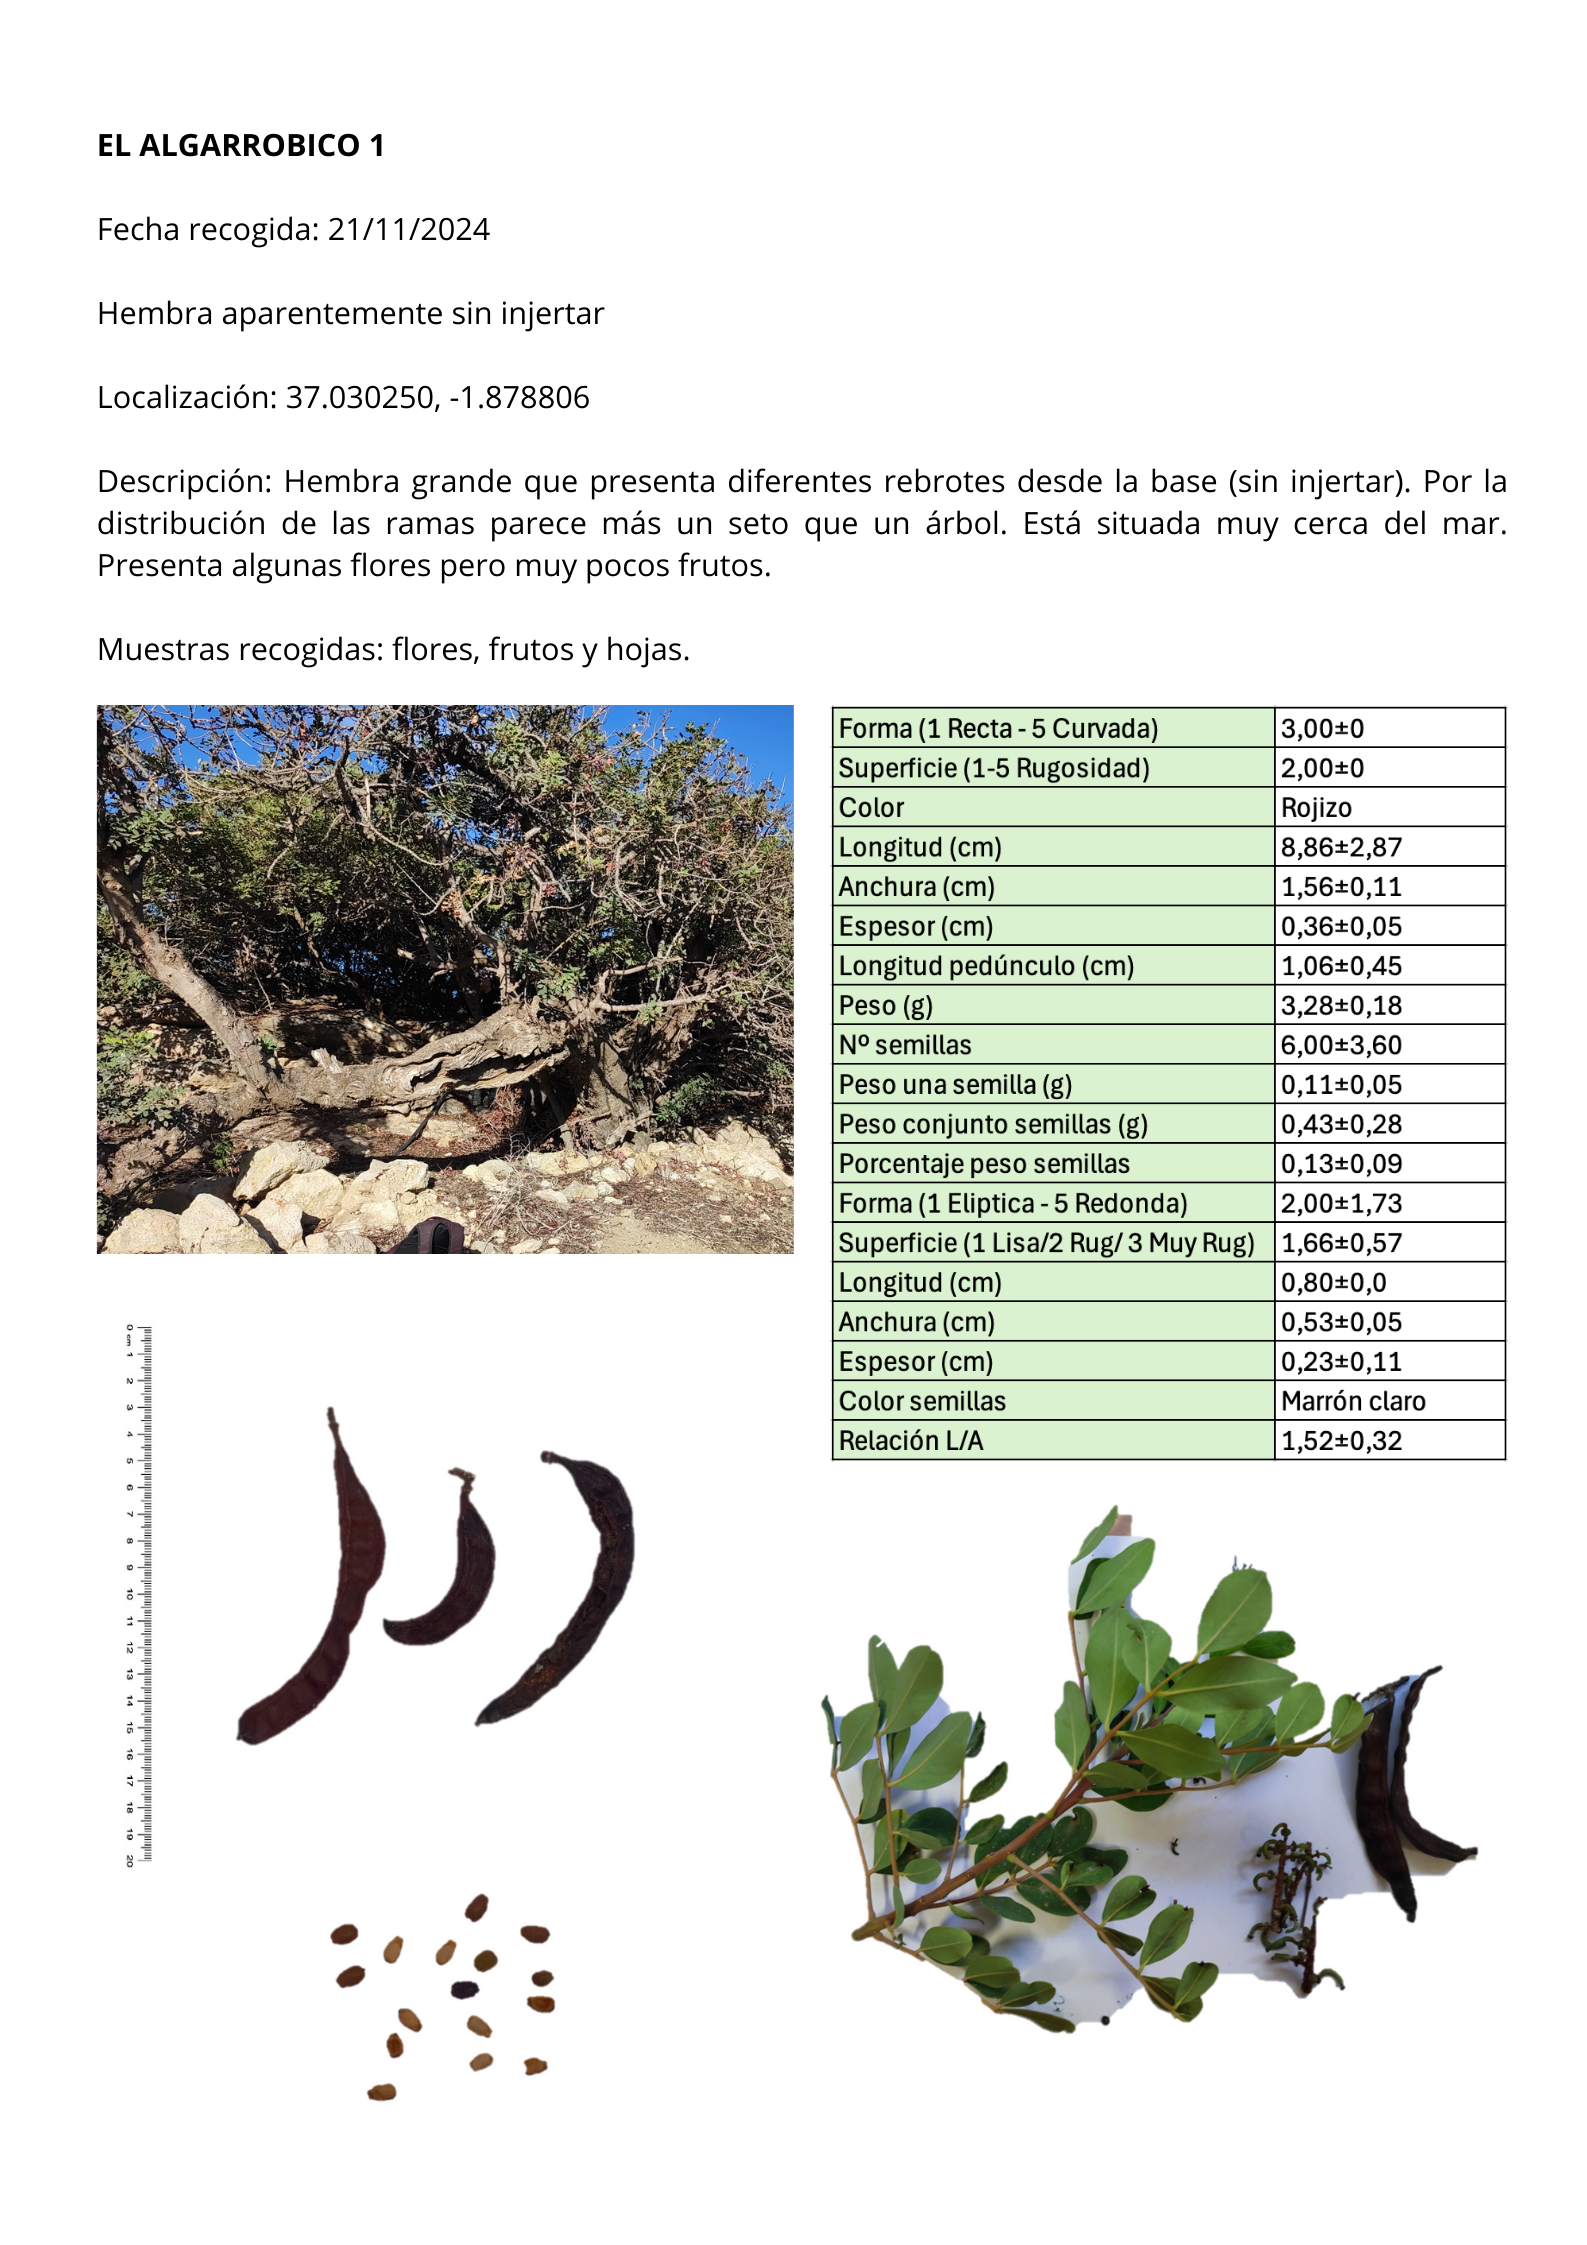 EL ALGARROBICO 1
Fecha recogida: 21/11/2024
Hembra aparentemente sin injertar
Localización: 37.030250, -1.878806
Descripción: Hembra grande que presenta diferentes rebrotes desde la base (sin injertar). Por la
distribución de las ramas parece más un seto que un árbol. Está situada muy cerca del mar.
Presenta algunas flores pero muy pocos frutos.
Muestras recogidas: flores, frutos y hojas.
Forma (1 Recta - 5 Curvada) 3,00±0
Superficie (1-5 Rugosidad) 2,00±0
Color Rojizo
Longitud (cm) 8,86±2,87
Anchura (cm) 1,56±0,11
Espesor (cm) 0,36±0,05
Longitud pedúnculo (cm) 1,06±0,45
Peso (g) 3,28±0,18
Nº semillas 6,00±3,60
Peso una semilla (g) 0,11±0,05
Peso conjunto semillas (g) 0,43±0,28
Porcentaje peso semillas 0,13±0,09
Forma (1 Eliptica - 5 Redonda) 2,00±1,73
Superficie (1 Lisa/2 Rug/ 3 Muy Rug) 1,66±0,57
Longitud (cm) 0,80±0,0
Anchura (cm) 0,53±0,05
Espesor (cm) 0,23±0,11
Color semillas Marrón claro
Relación L/A 1,52±0,32
0 cm 1 2 3 4 5 6 7 8 9 10 11 12 13 14 15 16 17 18 19 20